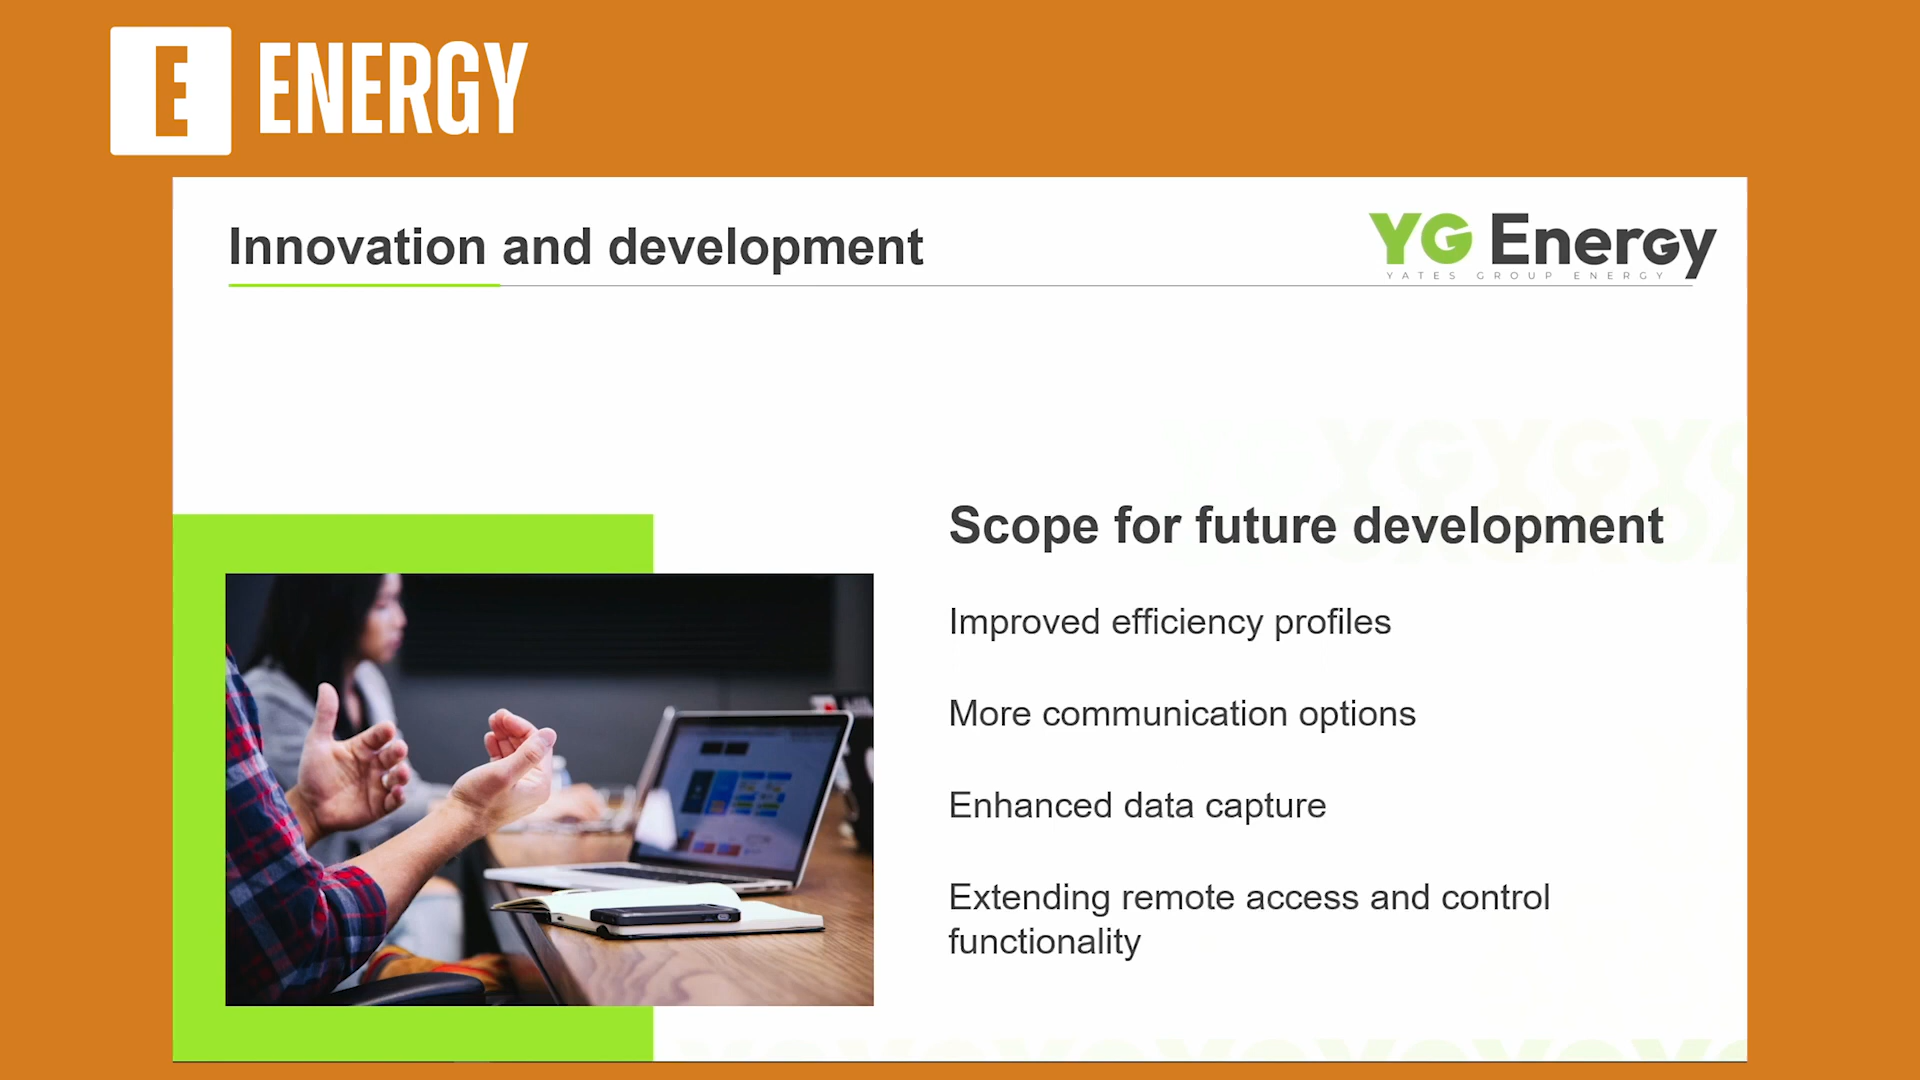 E ENERGY
Innovation and development
YG Energy
YATES GROUP ENERGY
Scope for future development
Improved efficiency profiles
More communication options
Enhanced data capture
Extending remote access and control
functionality